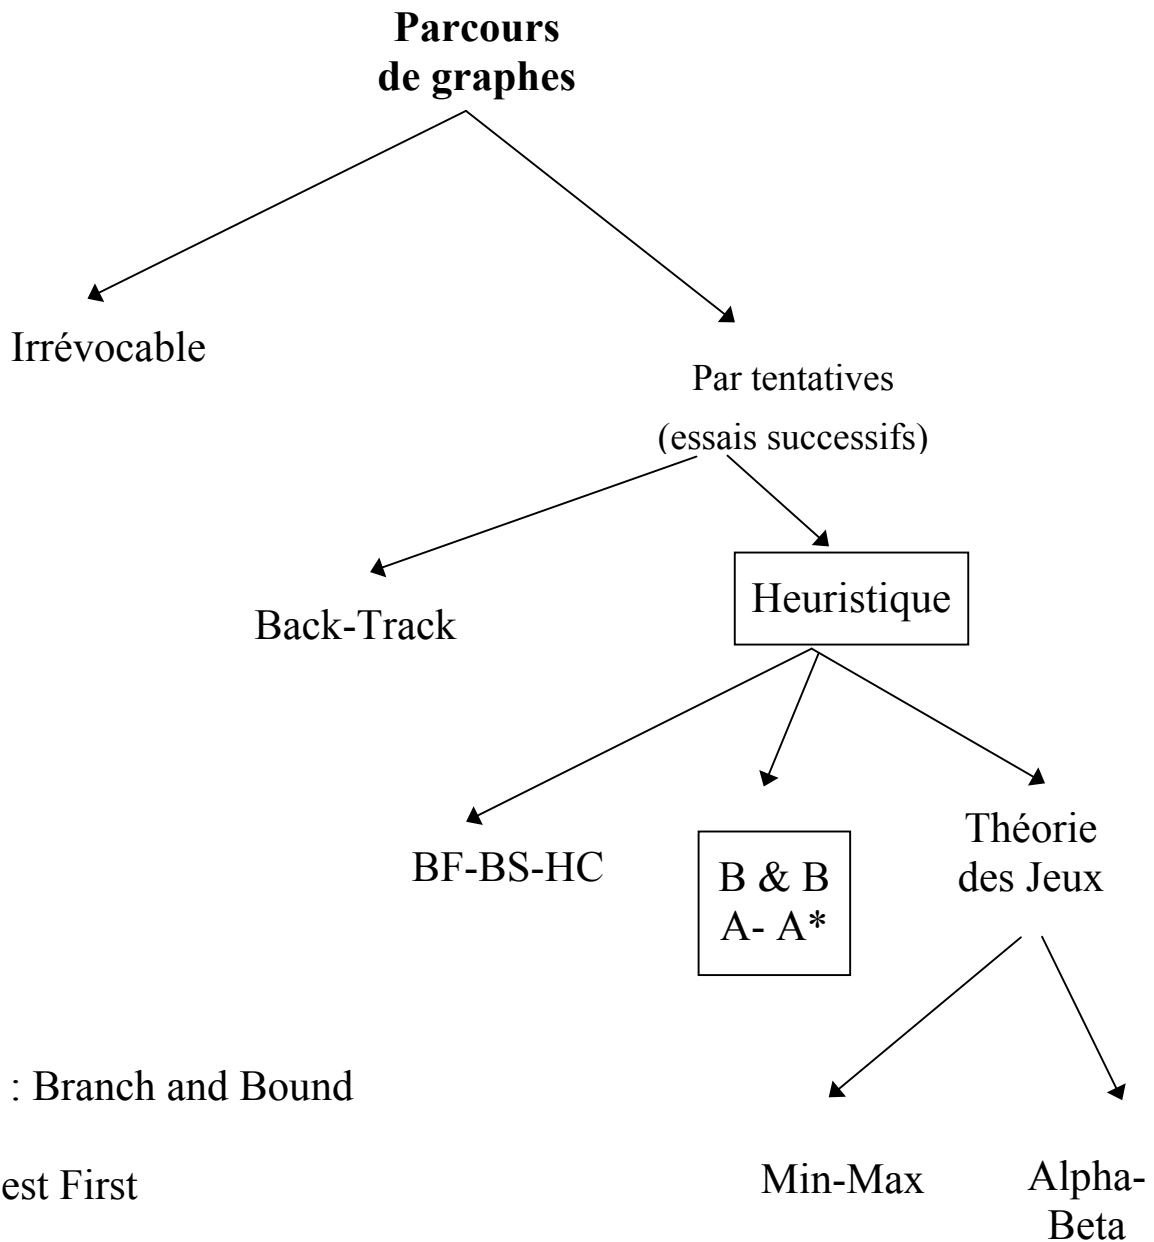 Parcours
de graphes
Irrévocable
Par tentatives
(essais successifs)
Back-Track
Heuristique
BF-BS-HC
B & B
A- A*
Théorie
des Jeux
: Branch and Bound
est First
Min-Max
Alpha-
Beta